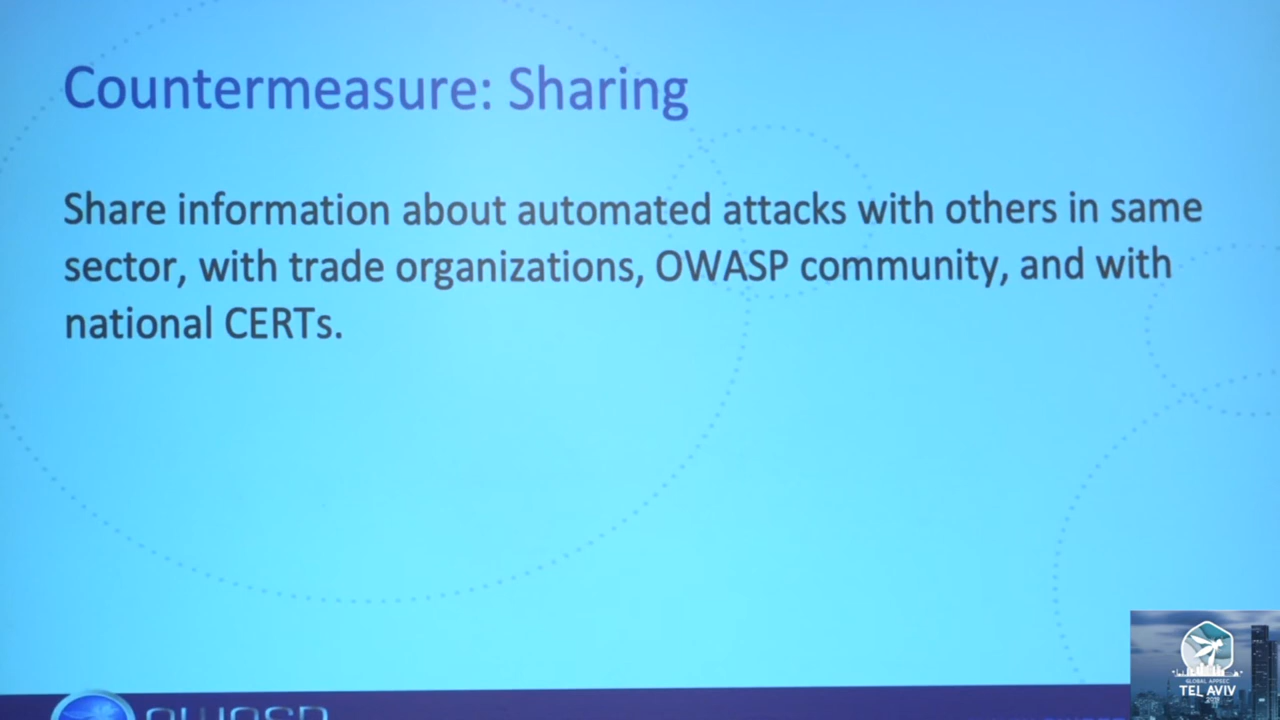 Countermeasure: Sharing
Share information about automated attacks with others in same
sector, with trade organizations, OWASP community, and with
national CERTs.
OWASP
GLOBAL APPSEC
TEL AVIV